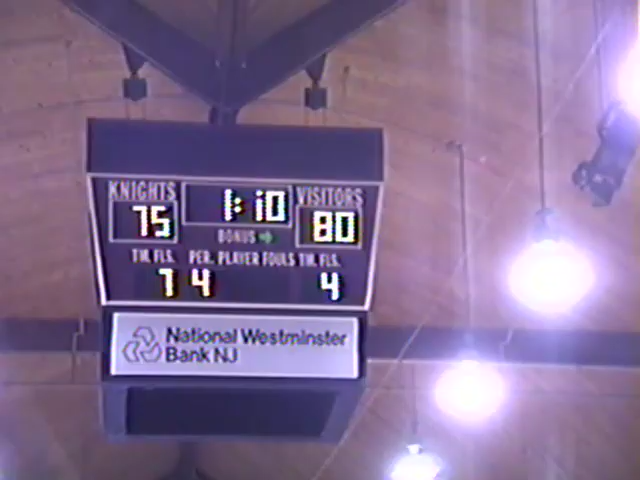 KNIGHTS 1:10 VISITORS
75 80
BONUS →
TM. FLS. PER. PLAYER FOULS TM. FLS.
7 4 4
National Westminster
Bank NJ